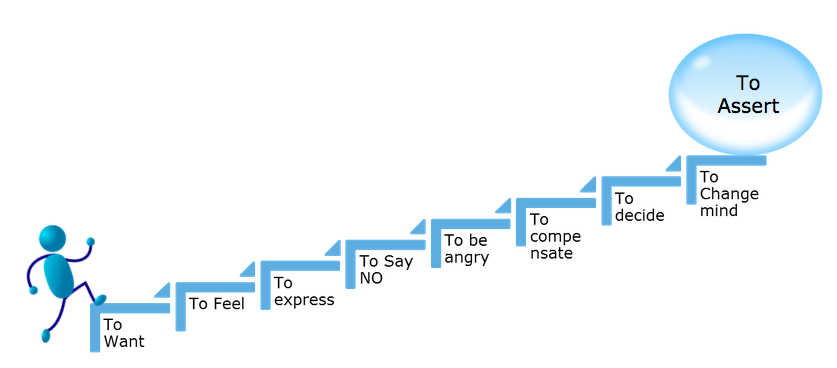 To
Want
To Feel
To
express
To Say
NO
To be
angry
To
compe
nsate
To
decide
To
Change
mind
To
Assert